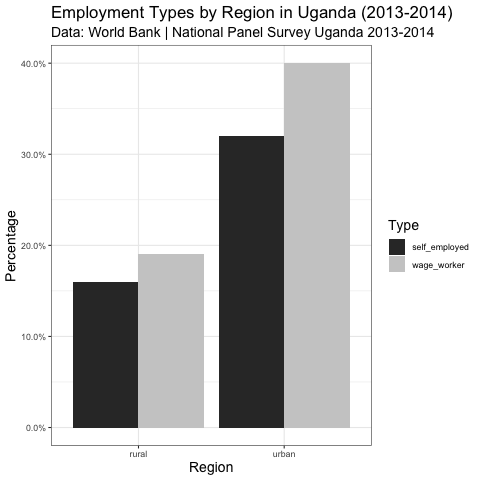 Employment Types by Region in Uganda (2013-2014)
Data: World Bank | National Panel Survey Uganda 2013-2014
40.0%
30.0%
20.0%
10.0%
0.0%
Percentage
rural
urban
Region
Type
self_employed
wage_worker